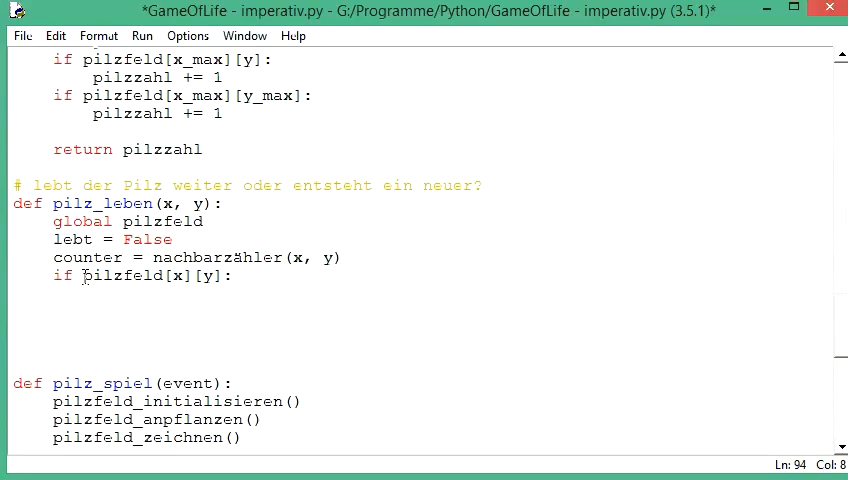 *GameOfLife - imperativ.py - G:/Programme/Python/GameOfLife - imperativ.py (3.5.1)*
File Edit Format Run Options Window Help
if pilzfeld[x_max][y]:
pilzzahl += 1
if pilzfeld[x_max][y_max]:
pilzzahl += 1
return pilzzahl
# lebt der Pilz weiter oder entsteht ein neuer?
def pilz_leben(x, y):
global pilzfeld
lebt = False
counter = nachbarzähler(x, y)
if pilzfeld[x][y]:
def pilz_spiel(event):
pilzfeld_initialisieren()
pilzfeld_anpflanzen()
pilzfeld_zeichnen()
Ln: 94 Col: 8